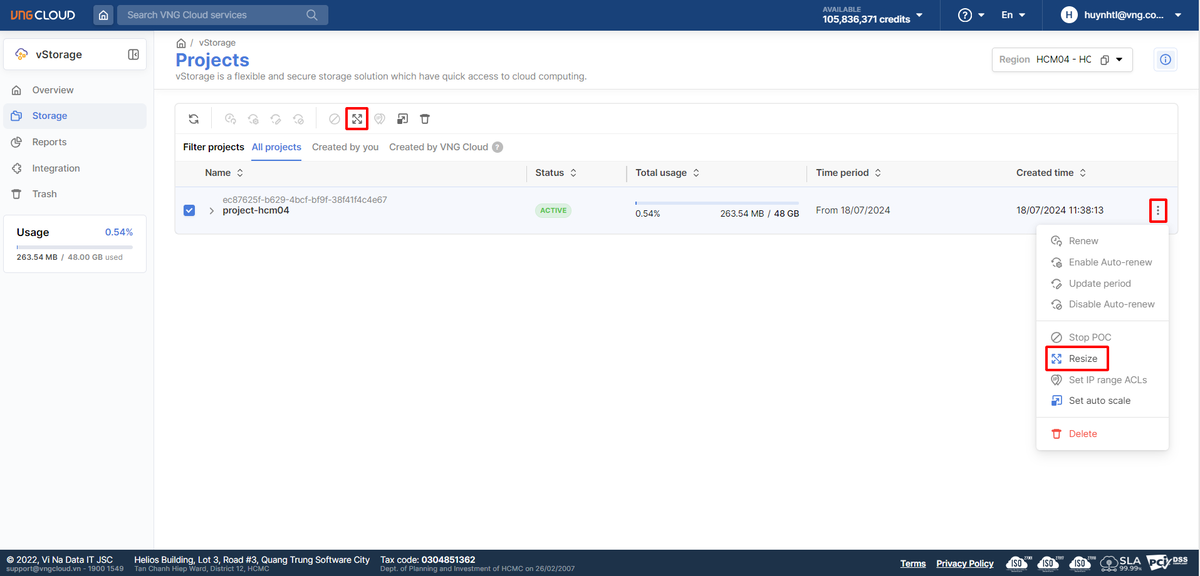 VNG CLOUD
Search VNG Cloud services
AVAILABLE
105,836,371 credits
En
H
huynhtl@vng.co...
vStorage
Overview
Storage
Reports
Integration
Trash
Usage
0.54%
263.54 MB / 48.00 GB used
/ vStorage
Projects
vStorage is a flexible and secure storage solution which have quick access to cloud computing.
Region HCM04 - HC
Filter projects All projects Created by you Created by VNG Cloud ?
Name Status Total usage Time period Created time
ec87625f-b629-4bcf-bf9f-38f41f4c4e67
project-hcm04
ACTIVE
0.54% 263.54 MB / 48 GB
From 18/07/2024
18/07/2024 11:38:13
Renew
Enable Auto-renew
Update period
Disable Auto-renew
Stop POC
Resize
Set IP range ACLs
Set auto scale
Delete
© 2022, Vi Na Data IT JSC
support@vngcloud.vn - 1900 1549
Helios Building, Lot 3, Road #3, Quang Trung Software City
Tan Chanh Hiep Ward, District 12, HCMC
Tax code: 0304851362
Dept. of Planning and Investment of HCMC on 26/02/2007
Terms
Privacy Policy
ISO
ISO
ISO
SLA
99.99%
PCI DSS